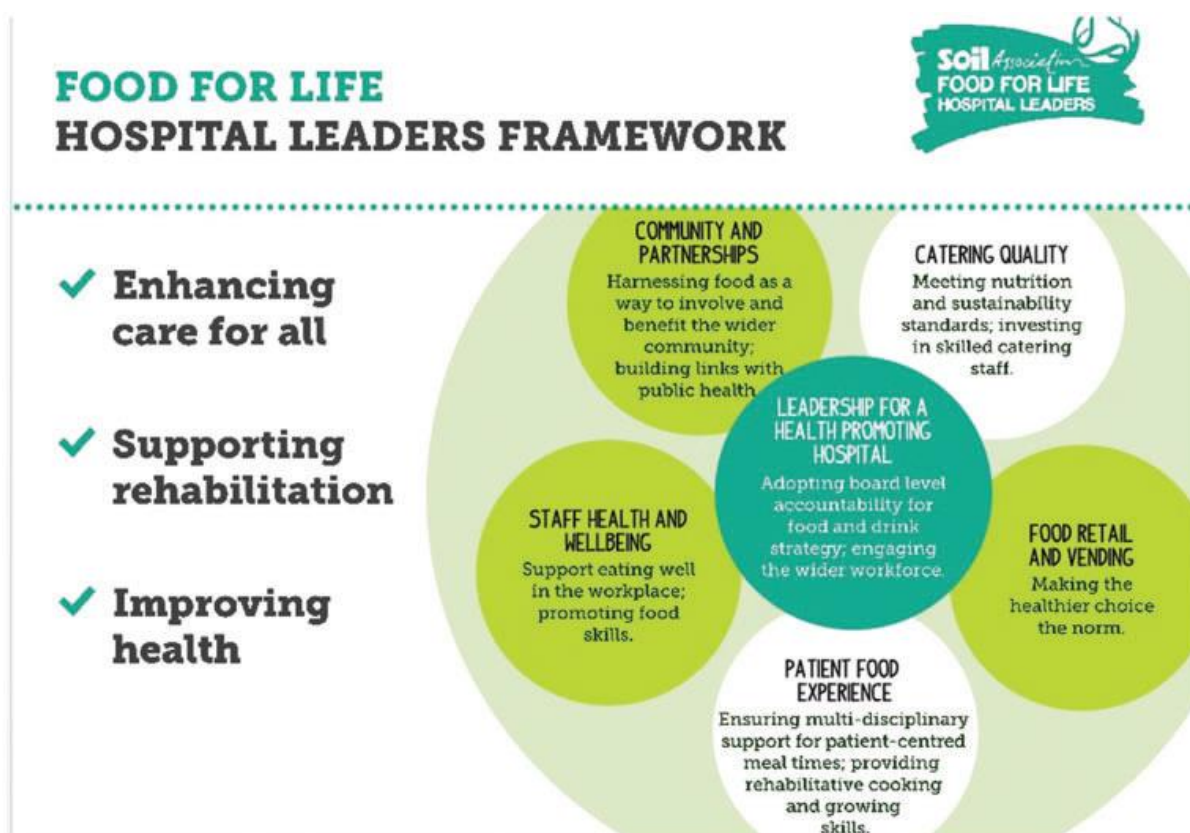 FOOD FOR LIFE
HOSPITAL LEADERS FRAMEWORK
Soil Association
FOOD FOR LIFE
HOSPITAL LEADERS
Enhancing
care for all
Supporting
rehabilitation
Improving
health
COMMUNITY AND
PARTNERSHIPS
Harnessing food as a
way to involve and
benefit the wider
community;
building links with
public health
CATERING QUALITY
Meeting nutrition
and sustainability
standards; investing
in skilled catering
staff.
LEADERSHIP FOR A
HEALTH PROMOTING
HOSPITAL
Adopting board level
accountability for
food and drink
strategy; engaging
the wider workforce.
STAFF HEALTH AND
WELLBEING
Support eating well
in the workplace;
promoting food
skills.
FOOD RETAIL
AND VENDING
Making the
healthier choice
the norm.
PATIENT FOOD
EXPERIENCE
Ensuring multi-disciplinary
support for patient-centred
meal times; providing
rehabilitative cooking
and growing
skills.